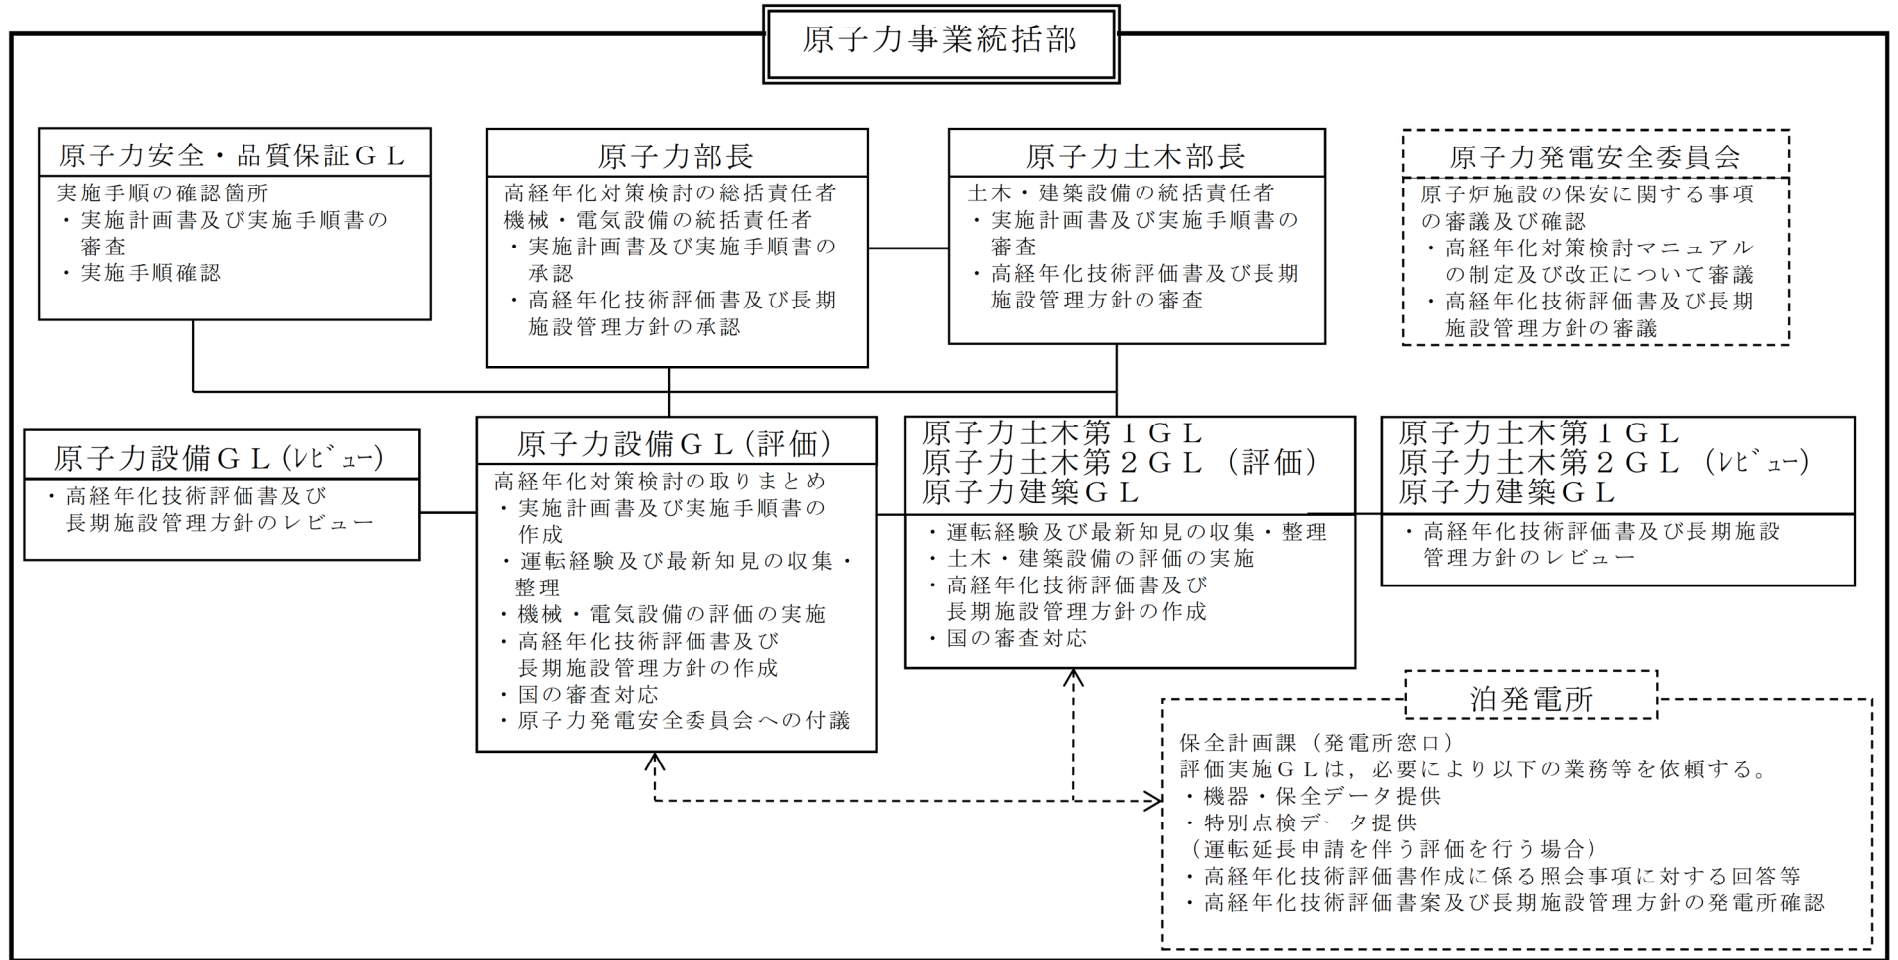 原子力事業統括部
原子力安全・品質保証ＧＬ
実施手順の確認箇所
・実施計画書及び実施手順書の
審査
・実施手順確認
原子力部長
高経年化対策検討の総括責任者
機械・電気設備の統括責任者
・実施計画書及び実施手順書の
承認
・高経年化技術評価書及び長期
施設管理方針の承認
原子力土木部長
土木・建築設備の統括責任者
・実施計画書及び実施手順書の
審査
・高経年化技術評価書及び長期
施設管理方針の審査
原子力発電安全委員会
原子炉施設の保安に関する事項
の審議及び確認
・高経年化対策検討マニュアル
の制定及び改正について審議
・高経年化技術評価書及び長期
施設管理方針の審議
原子力設備ＧＬ(ﾚﾋﾞｭｰ)
・高経年化技術評価書及び
長期施設管理方針のレビュー
原子力設備ＧＬ(評価)
高経年化対策検討の取りまとめ
・実施計画書及び実施手順書の
作成
・運転経験及び最新知見の収集・
整理
・機械・電気設備の評価の実施
・高経年化技術評価書及び
長期施設管理方針の作成
・国の審査対応
・原子力発電安全委員会への付議
原子力土木第１ＧＬ
原子力土木第２ＧＬ（評価）
原子力建築ＧＬ
・運転経験及び最新知見の収集・整理
・土木・建築設備の評価の実施
・高経年化技術評価書及び
長期施設管理方針の作成
・国の審査対応
原子力土木第１ＧＬ
原子力土木第２ＧＬ（ﾚﾋﾞｭｰ）
原子力建築ＧＬ
・高経年化技術評価書及び長期施設
管理方針のレビュー
泊発電所
保全計画課（発電所窓口）
評価実施ＧＬは，必要により以下の業務等を依頼する。
・機器・保全データ提供
・特別点検データ提供
（運転延長申請を伴う評価を行う場合）
・高経年化技術評価書作成に係る照会事項に対する回答等
・高経年化技術評価書案及び長期施設管理方針の発電所確認